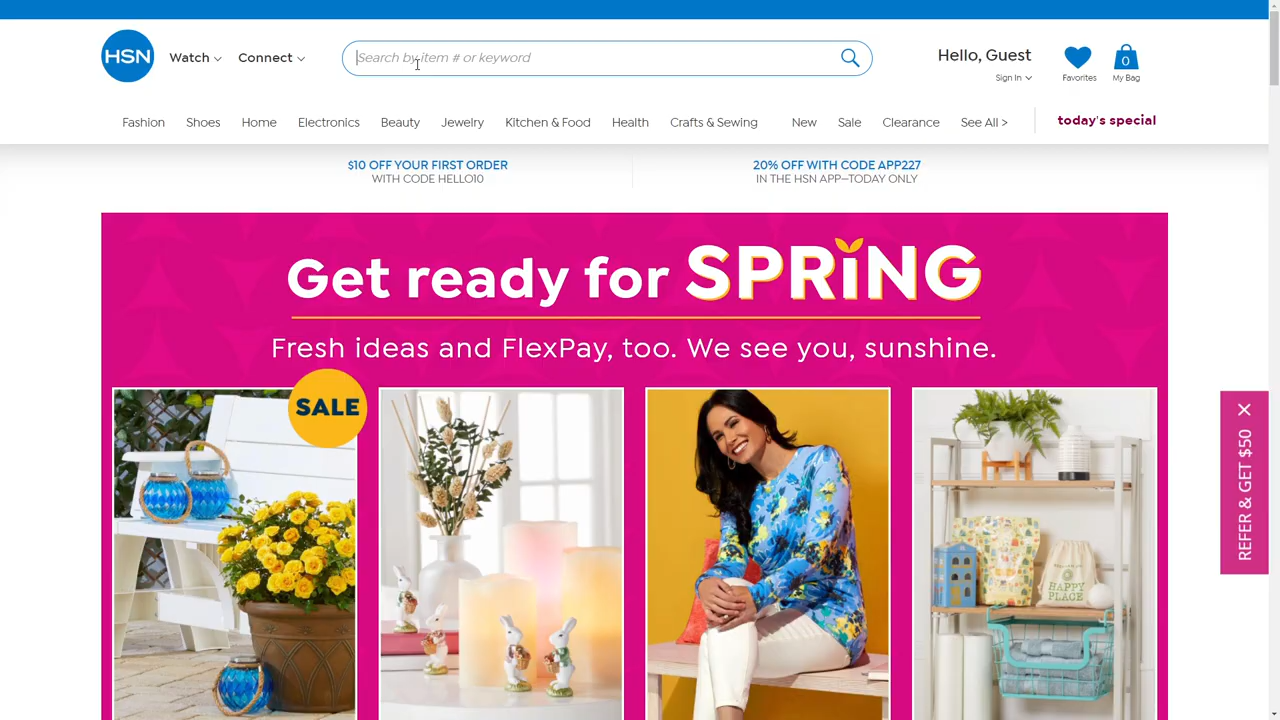 HSN
Watch
Connect
Search by item # or keyword
Hello, Guest
Sign In
Favorites
0
My Bag
Fashion
Shoes
Home
Electronics
Beauty
Jewelry
Kitchen & Food
Health
Crafts & Sewing
New
Sale
Clearance
See All >
today's special
$10 OFF YOUR FIRST ORDER
WITH CODE HELLO10
20% OFF WITH CODE APP227
IN THE HSN APP—TODAY ONLY
Get ready for SPRiNG
Fresh ideas and FlexPay, too. We see you, sunshine.
SALE
HAPPY
PLACE
REFER & GET $50